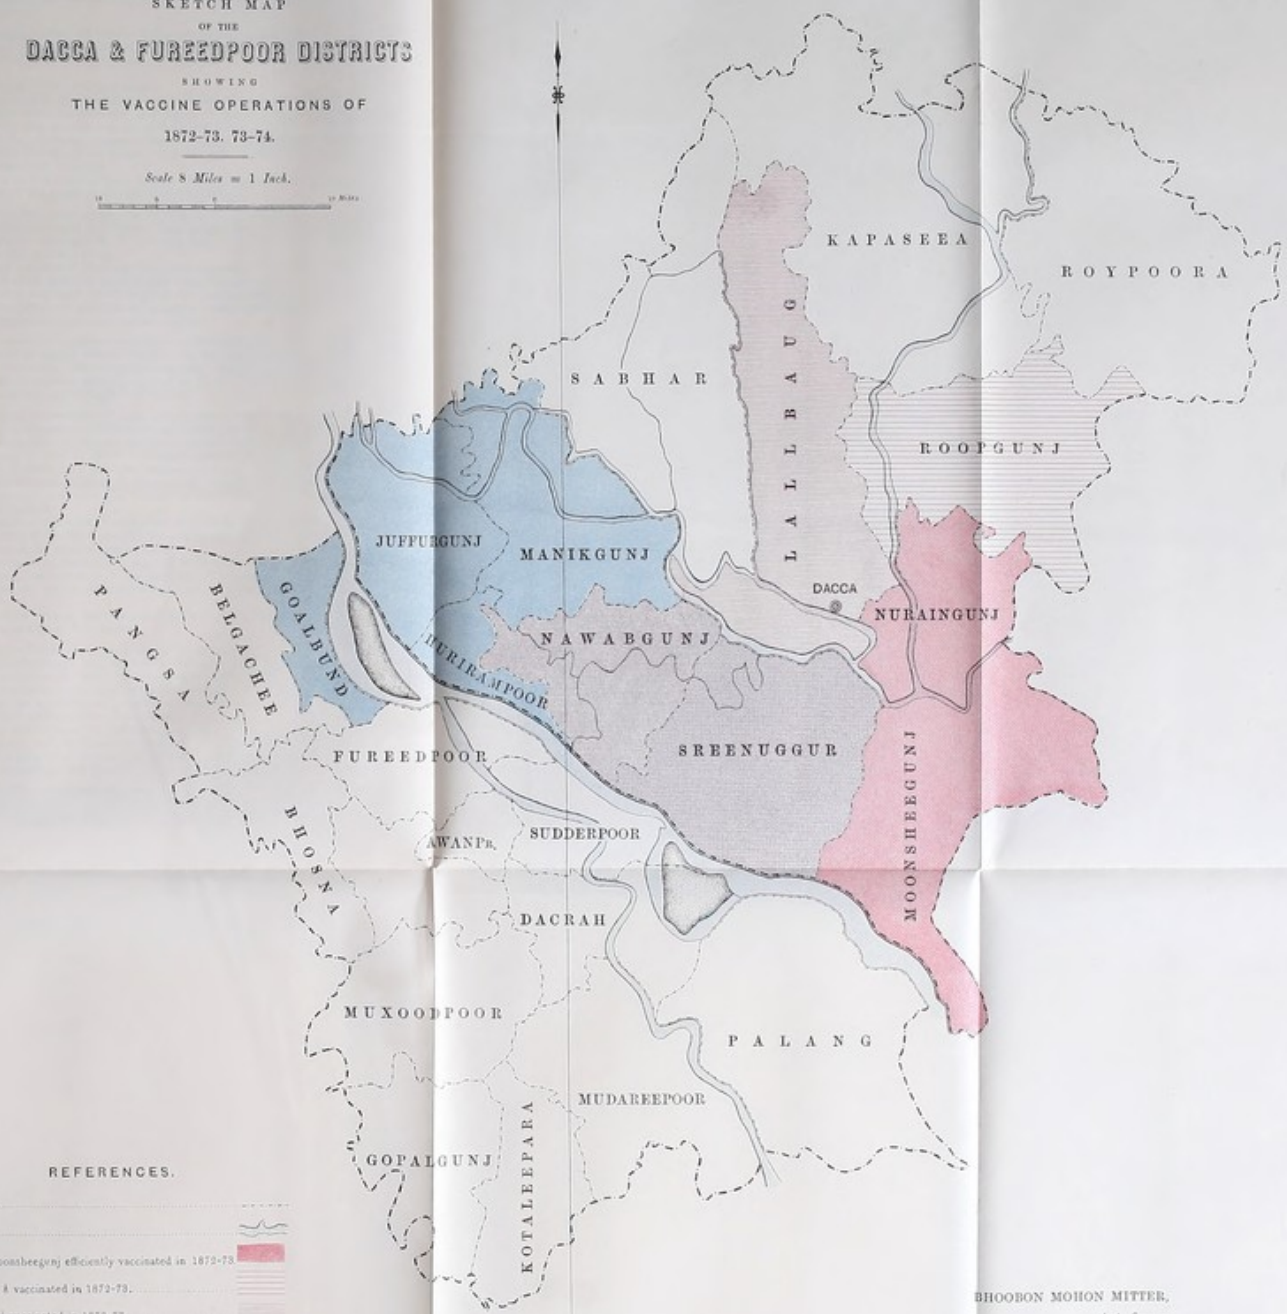 SKETCH MAP
OF THE
DACCA & FUREEDPOOR DISTRICTS
SHOWING
THE VACCINE OPERATIONS OF
1872-73. 73-74.
Scale 8 Miles = 1 Inch.
Miles
KAPASEEA
ROYPOORA
SABHAR
LALLBAUG
ROOPGUNJ
JUFFURGUNJ
MANIKGUNJ
DACCA
NURAINGUNJ
PANGSA
BELGACHEE
GOALBUND
HURIRAMPOOR
NAWABGUNJ
SREENUGGUR
MOONSHEEGUNJ
FUREEDPOOR
BHOSNA
AWANPR.
SUDDERPOOR
DACRAH
MUXOODPOOR
PALANG
MUDAREEPOOR
GOPALGUNJ
KOTALEEPARA
REFERENCES.
oonsheegunj efficiently vaccinated in 1872-73.
vaccinated in 1872-73.
BHOOBON MOHON MITTER,